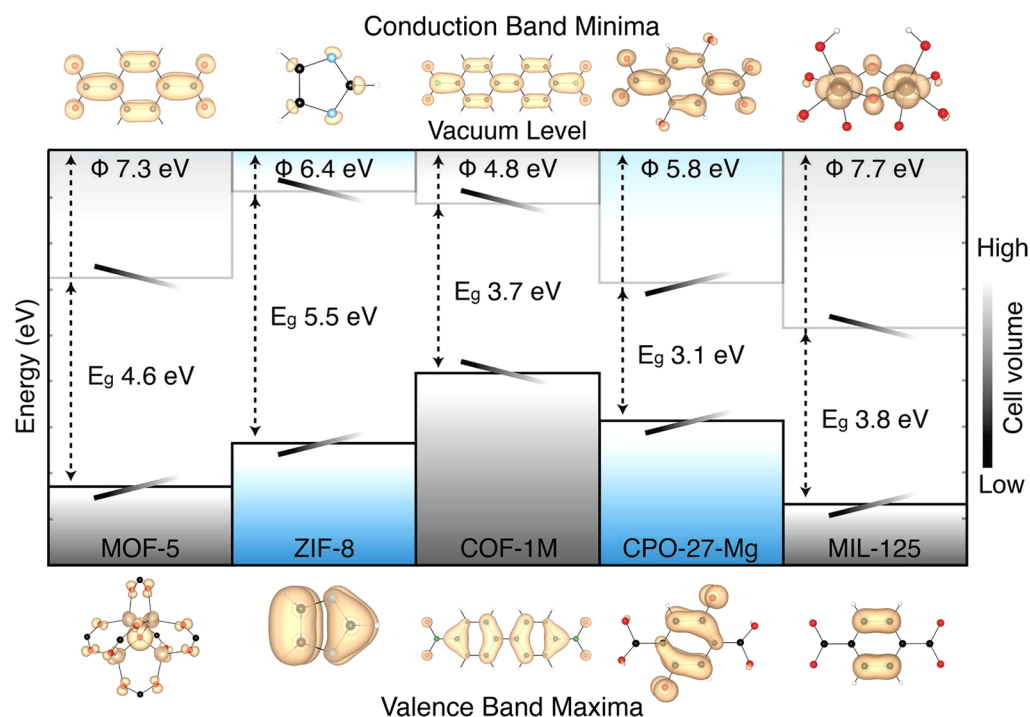 Conduction Band Minima
Vacuum Level
Φ 7.3 eV
Φ 6.4 eV
Φ 4.8 eV
Φ 5.8 eV
Φ 7.7 eV
High
Cell volume
Low
Energy (eV)
Eg 4.6 eV
Eg 5.5 eV
Eg 3.7 eV
Eg 3.1 eV
Eg 3.8 eV
MOF-5
ZIF-8
COF-1M
CPO-27-Mg
MIL-125
Valence Band Maxima